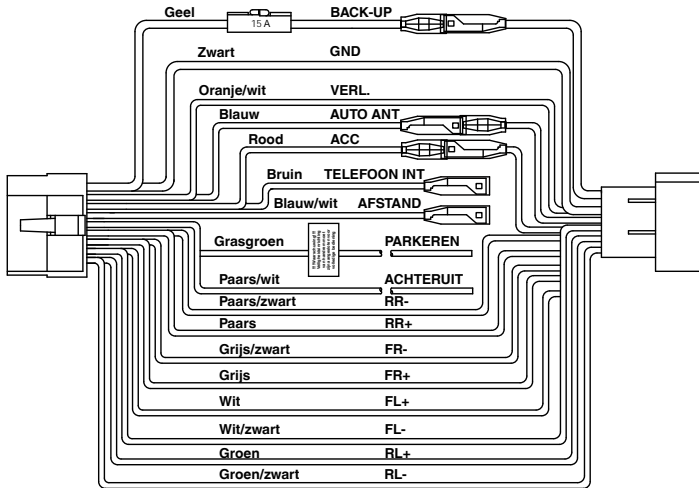 Geel 15 A BACK-UP
Zwart GND
Oranje/wit VERL.
Blauw AUTO ANT
Rood ACC
Bruin TELEFOON INT
Blauw/wit AFSTAND
Grasgroen PARKEREN
Paars/wit ACHTERUIT
Paars/zwart RR-
Paars RR+
Grijs/zwart FR-
Grijs FR+
Wit FL+
Wit/zwart FL-
Groen RL+
Groen/zwart RL-